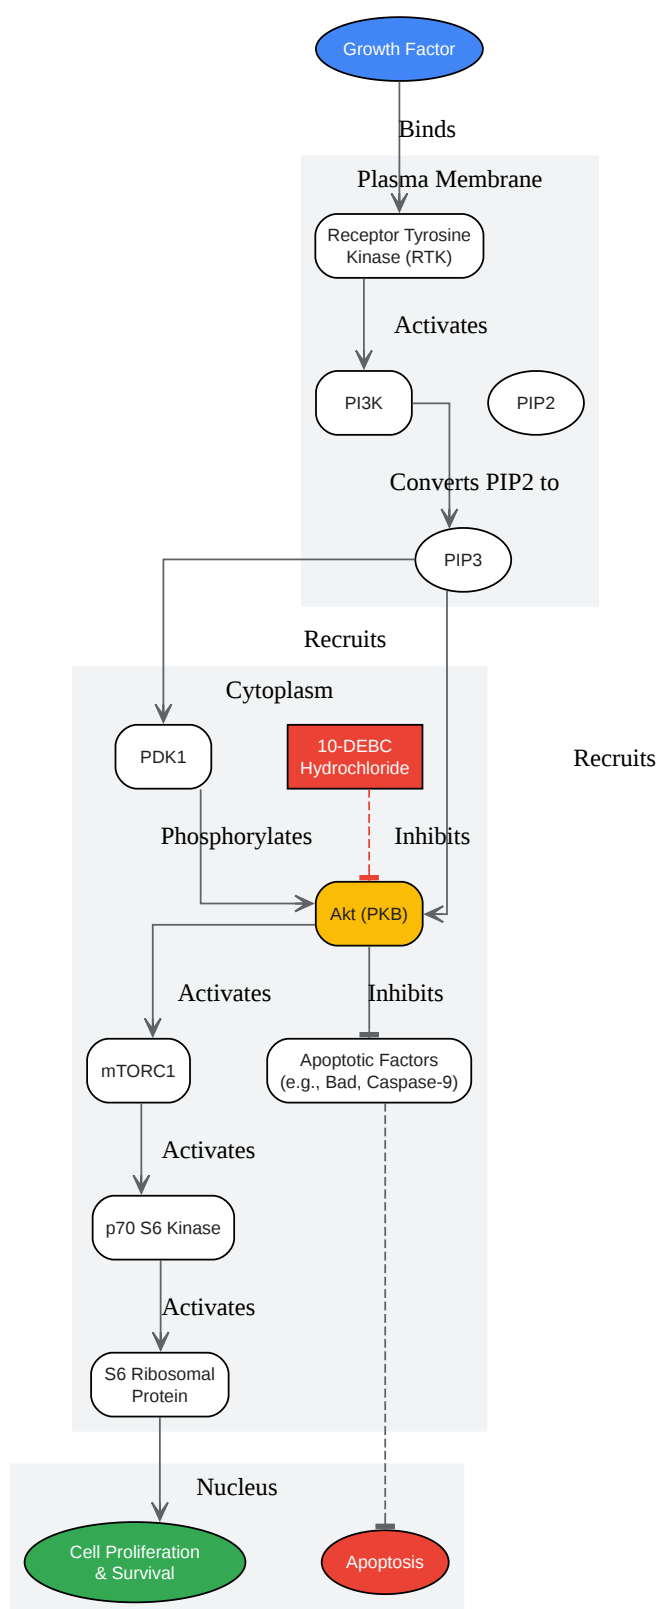 Growth Factor
Binds
Plasma Membrane
Receptor Tyrosine
Kinase (RTK)
Activates
PI3K
PIP2
Converts PIP2 to
PIP3
Recruits
Cytoplasm
PDK1
10-DEBC
Hydrochloride
Recruits
Phosphorylates
Inhibits
Akt (PKB)
Activates
Inhibits
mTORC1
Apoptotic Factors
(e.g., Bad, Caspase-9)
Activates
p70 S6 Kinase
Activates
S6 Ribosomal
Protein
Nucleus
Cell Proliferation
& Survival
Apoptosis